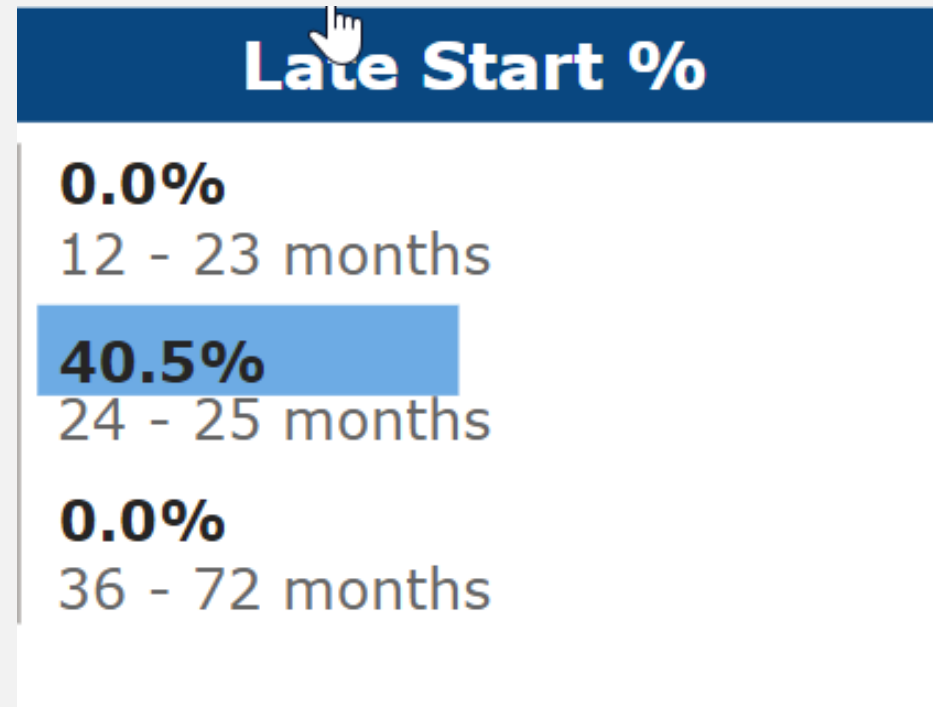 Late Start %
0.0%
12 - 23 months
40.5%
24 - 25 months
0.0%
36 - 72 months